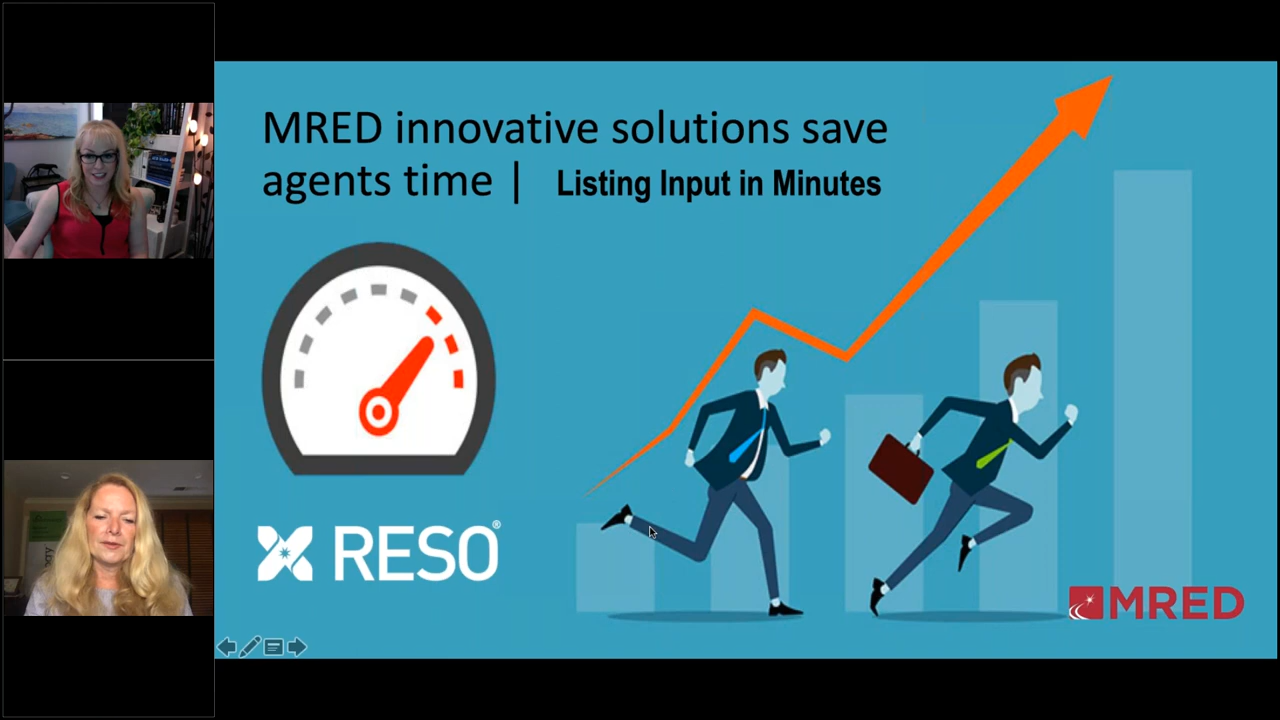 MRED innovative solutions save
agents time | Listing Input in Minutes
RESO®
MRED